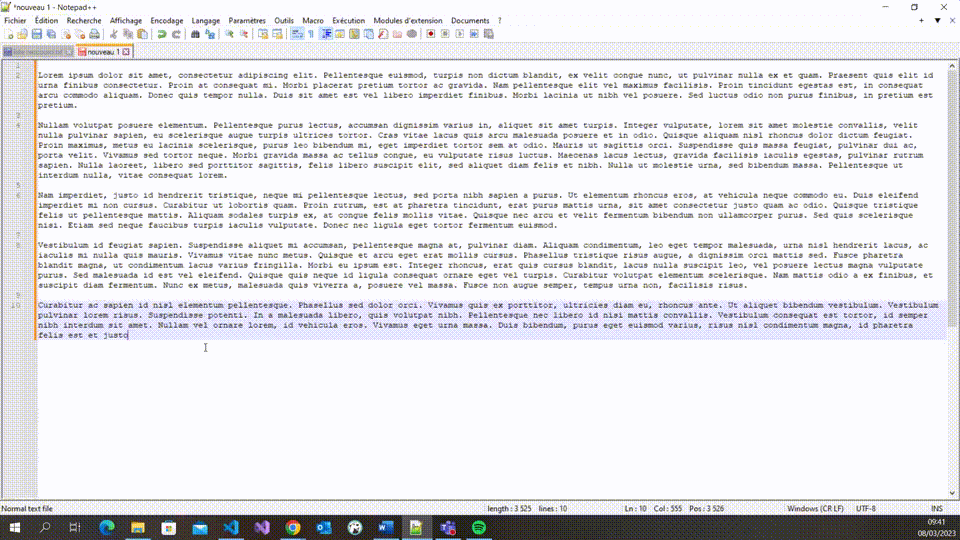 *nouveau 1 - Notepad++
Fichier Édition Recherche Affichage Encodage Langage Paramètres Outils Macro Exécution Modules d'extension Documents ?
nouveau 1
1
2 Lorem ipsum dolor sit amet, consectetur adipiscing elit. Pellentesque euismod, turpis non dictum blandit, ex velit congue nunc, ut pulvinar nulla ex et quam. Praesent quis elit id
urna finibus consectetur. Proin at consequat mi. Morbi placerat pretium tortor ac gravida. Nam pellentesque elit vel maximus facilisis. Proin tincidunt egestas est, in consequat
arcu commodo aliquam. Donec quis tempor nulla. Duis sit amet est vel libero imperdiet finibus. Morbi lacinia ut nibh vel posuere. Sed luctus odio non purus finibus, in pretium est
pretium.
3
4 Nullam volutpat posuere elementum. Pellentesque purus lectus, accumsan dignissim varius in, aliquet sit amet turpis. Integer vulputate, lorem sit amet molestie convallis, velit
nulla pulvinar sapien, eu scelerisque augue turpis ultrices tortor. Cras vitae lacus quis arcu malesuada posuere et in odio. Quisque aliquam nisl rhoncus dolor dictum feugiat.
Proin maximus, metus eu lacinia scelerisque, purus leo bibendum mi, eget imperdiet tortor sem at odio. Mauris ut sagittis orci. Suspendisse quis massa feugiat, pulvinar dui ac,
porta velit. Vivamus sed tortor neque. Morbi gravida massa ac tellus congue, eu vulputate risus luctus. Maecenas lacus lectus, gravida facilisis iaculis egestas, pulvinar rutrum
sapien. Nulla laoreet, libero sed porttitor sagittis, felis libero suscipit elit, sed aliquet diam felis et nibh. Nulla ut molestie urna, sed bibendum massa. Pellentesque ut
interdum nulla, vitae consequat lorem.
5
6 Nam imperdiet, justo id hendrerit tristique, neque mi pellentesque lectus, sed porta nibh sapien a purus. Ut elementum rhoncus eros, at vehicula neque commodo eu. Duis eleifend
imperdiet mi non cursus. Curabitur ut lobortis quam. Proin rutrum, est at pharetra tincidunt, erat purus mattis urna, sit amet consectetur justo quam ac odio. Quisque tristique
felis ut pellentesque mattis. Aliquam sodales turpis ex, at congue felis mollis vitae. Quisque nec arcu et velit fermentum bibendum non ullamcorper purus. Sed quis scelerisque
nisi. Etiam sed neque faucibus turpis iaculis vulputate. Donec nec ligula eget tortor fermentum euismod.
7
8 Vestibulum id feugiat sapien. Suspendisse aliquet mi accumsan, pellentesque magna at, pulvinar diam. Aliquam condimentum, leo eget tempor malesuada, urna nisl hendrerit lacus, ac
iaculis mi nulla quis mauris. Vivamus vitae nunc metus. Quisque et arcu eget erat mollis cursus. Phasellus tristique risus augue, a dignissim orci mattis sed. Fusce pharetra
blandit magna, ut condimentum lacus varius fringilla. Morbi eu ipsum est. Integer rhoncus, erat quis cursus blandit, lacus nulla suscipit leo, vel posuere lectus magna vulputate
purus. Sed malesuada id est vel eleifend. Quisque quis neque id ligula consequat ornare eget vel turpis. Curabitur volutpat elementum scelerisque. Nam mattis odio a ex finibus, et
suscipit diam fermentum. Nunc ex metus, malesuada quis viverra a, posuere vel massa. Fusce non augue semper, tempus urna non, facilisis risus.
9
10 Curabitur ac sapien id nisl elementum pellentesque. Phasellus sed dolor orci. Vivamus quis ex porttitor, ultricies diam eu, rhoncus ante. Ut aliquet bibendum vestibulum. Vestibulum
pulvinar lorem risus. Suspendisse potenti. In a malesuada libero, quis volutpat nibh. Pellentesque nec libero id nisi mattis convallis. Vestibulum consequat est tortor, id semper
nibh interdum sit amet. Nullam vel ornare lorem, id vehicula eros. Vivamus eget urna massa. Duis bibendum, purus eget euismod varius, risus nisl condimentum magna, id pharetra
felis est et justo
Normal text file length : 3 525 lines : 10 Ln : 10 Col : 555 Pos : 3 526 Windows (CR LF) UTF-8 INS
09:41
08/03/2023